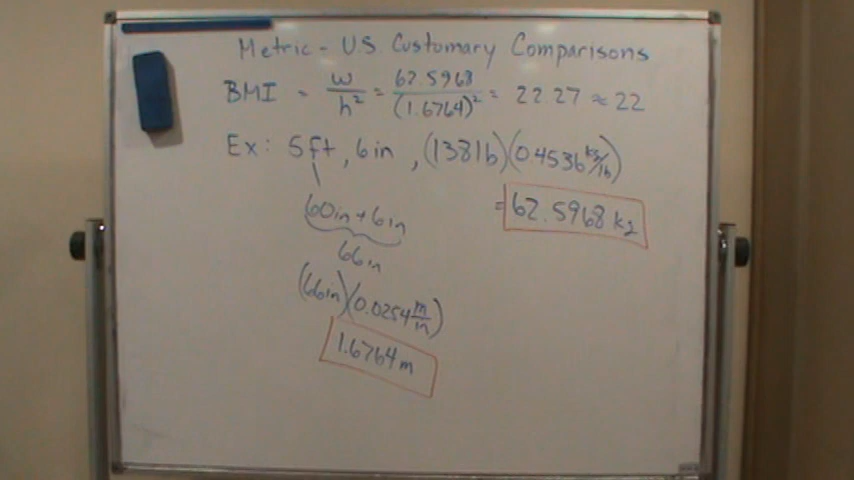 Metric - U.S. Customary Comparisons
BMI = w/h² = 62.5968/(1.6764)² = 22.27 ≈ 22
Ex: 5ft, 6in, (138lb)(0.4536 kg/lb)
= 62.5968 kg
60in + 6in
66in
(66in)(0.0254 m/in)
1.6764 m